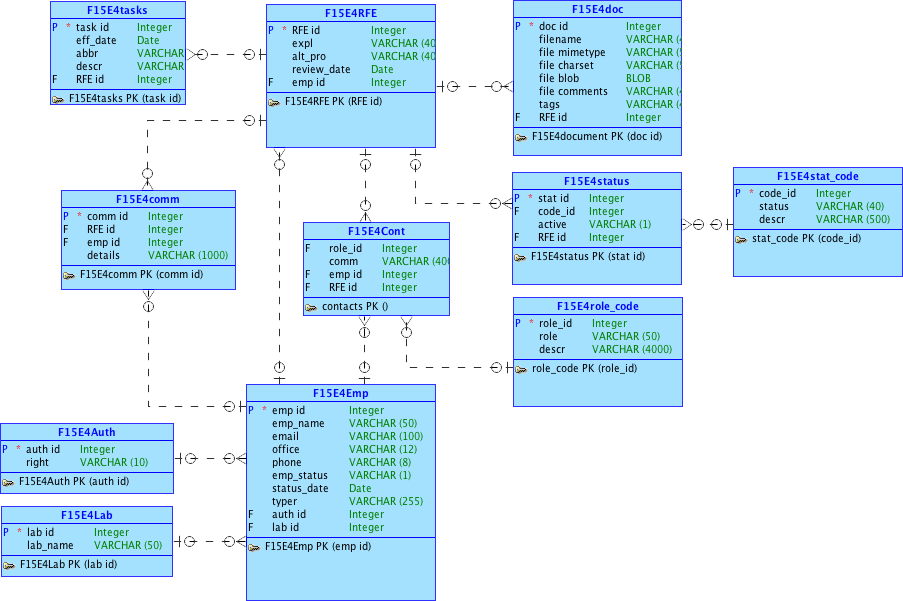 F15E4tasks
P * task id Integer
eff_date Date
abbr VARCHAR
descr VARCHAR
F RFE id Integer
F15E4tasks PK (task id)
F15E4RFE
P * RFE id Integer
expl VARCHAR (40
alt_pro VARCHAR (40
review_date Date
F emp id Integer
F15E4RFE PK (RFE id)
F15E4doc
P * doc id Integer
filename VARCHAR (
file mimetype VARCHAR (
file charset VARCHAR (
file blob BLOB
file comments VARCHAR (
tags VARCHAR (
F RFE id Integer
F15E4document PK (doc id)
F15E4comm
P * comm id Integer
F RFE id Integer
F emp id Integer
details VARCHAR (1000)
F15E4comm PK (comm id)
F15E4Cont
F role_id Integer
comm VARCHAR (400
F emp id Integer
F RFE id Integer
contacts PK ()
F15E4status
P * stat id Integer
F code_id Integer
active VARCHAR (1)
F RFE id Integer
F15E4status PK (stat id)
F15E4stat_code
P * code_id Integer
status VARCHAR (40)
descr VARCHAR (500)
stat_code PK (code_id)
F15E4role_code
P * role_id Integer
role VARCHAR (50)
descr VARCHAR (4000)
role_code PK (role_id)
F15E4Emp
P * emp id Integer
emp_name VARCHAR (50)
email VARCHAR (100)
office VARCHAR (12)
phone VARCHAR (8)
emp_status VARCHAR (1)
status_date Date
typer VARCHAR (255)
F auth id Integer
F lab id Integer
F15E4Emp PK (emp id)
F15E4Auth
P * auth id Integer
right VARCHAR (10)
F15E4Auth PK (auth id)
F15E4Lab
P * lab id Integer
lab_name VARCHAR (50)
F15E4Lab PK (lab id)